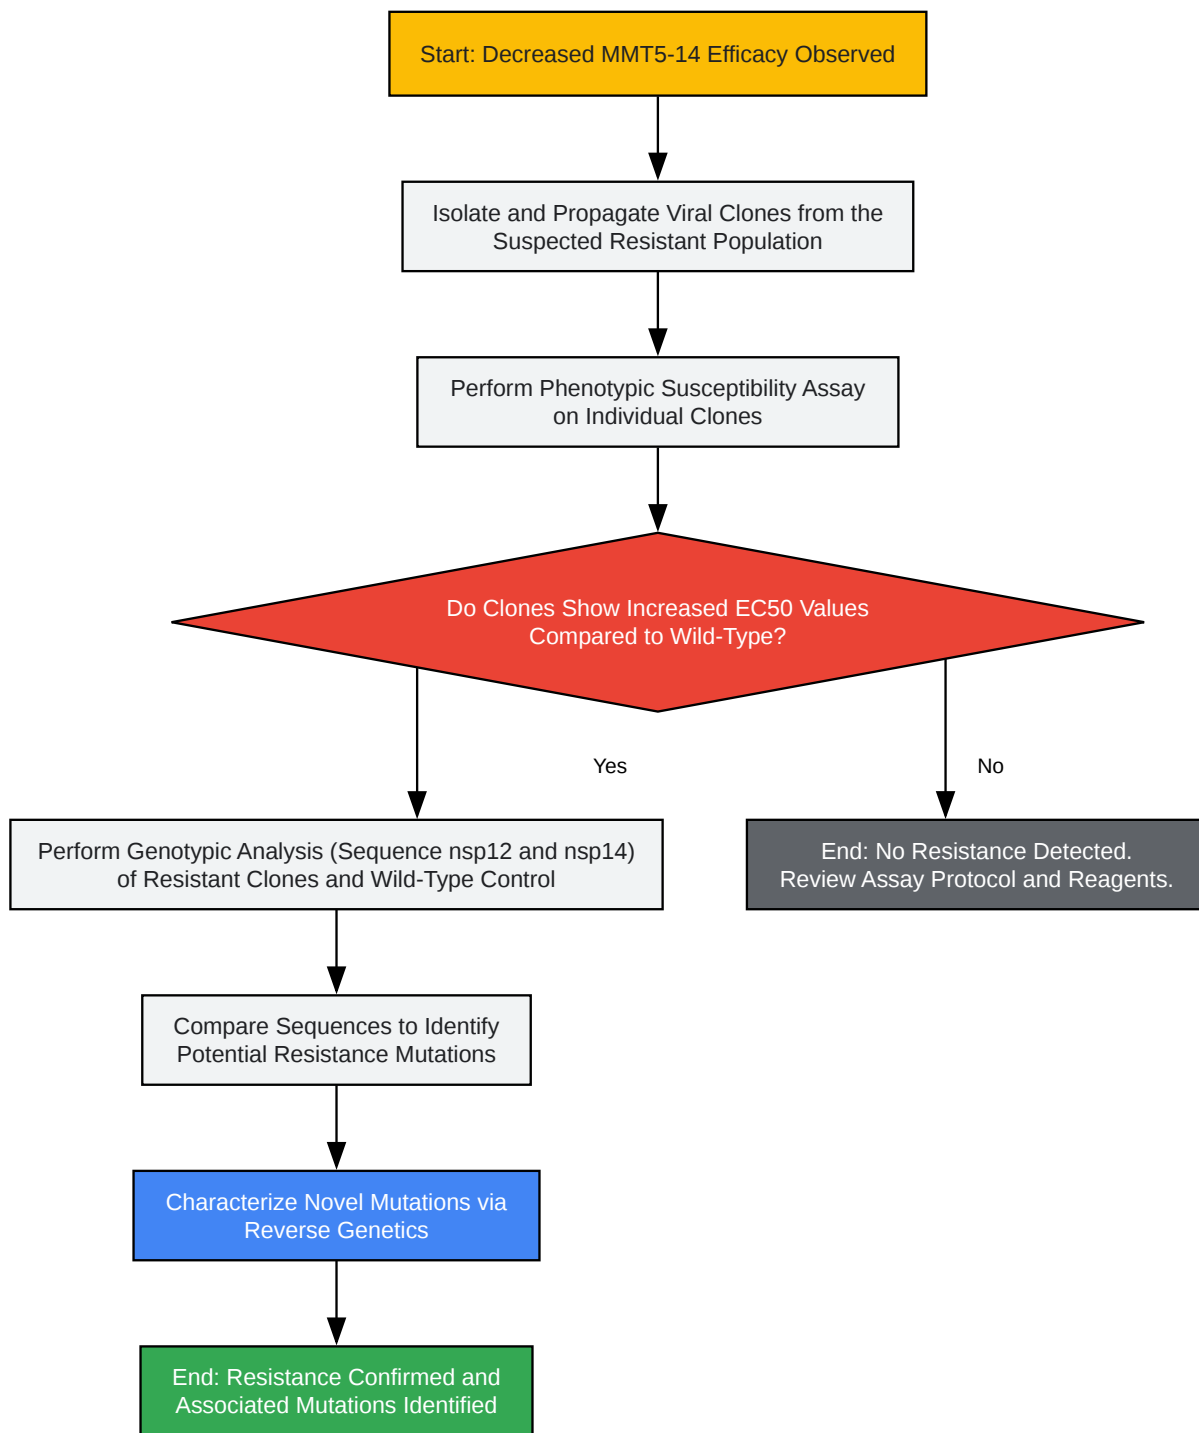 Start: Decreased MMT5-14 Efficacy Observed
Isolate and Propagate Viral Clones from the
Suspected Resistant Population
Perform Phenotypic Susceptibility Assay
on Individual Clones
Do Clones Show Increased EC50 Values
Compared to Wild-Type?
Yes
No
Perform Genotypic Analysis (Sequence nsp12 and nsp14)
of Resistant Clones and Wild-Type Control
End: No Resistance Detected.
Review Assay Protocol and Reagents.
Compare Sequences to Identify
Potential Resistance Mutations
Characterize Novel Mutations via
Reverse Genetics
End: Resistance Confirmed and
Associated Mutations Identified